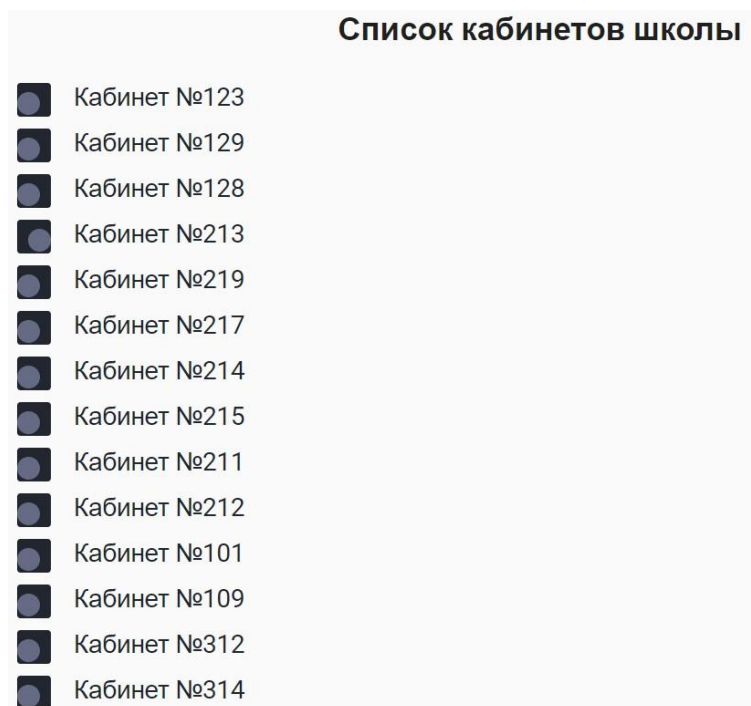 Список кабинетов школы
Кабинет №123
Кабинет №129
Кабинет №128
Кабинет №213
Кабинет №219
Кабинет №217
Кабинет №214
Кабинет №215
Кабинет №211
Кабинет №212
Кабинет №101
Кабинет №109
Кабинет №312
Кабинет №314